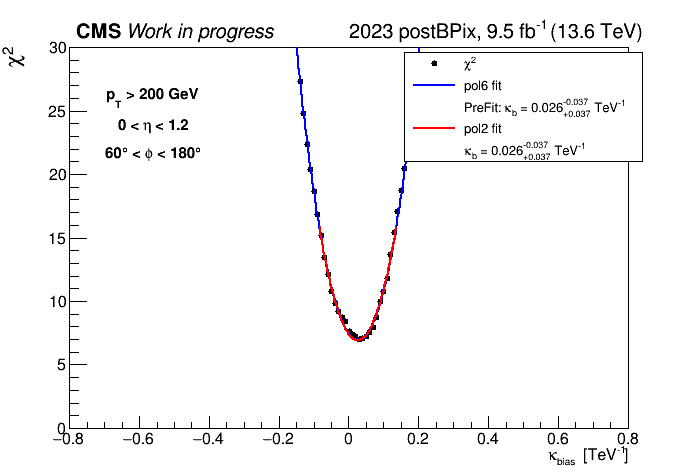 CMS Work in progress 2023 postBPix, 9.5 fb⁻¹ (13.6 TeV)
χ²
30
25
20
15
10
5
0
p_T > 200 GeV
0 < η < 1.2
60° < ϕ < 180°
χ²
pol6 fit
PreFit: κ_b = 0.026 -0.037 +0.037 TeV⁻¹
pol2 fit
κ_b = 0.026 -0.037 +0.037 TeV⁻¹
−0.8 −0.6 −0.4 −0.2 0 0.2 0.4 0.6 0.8
κ_bias [TeV⁻¹]